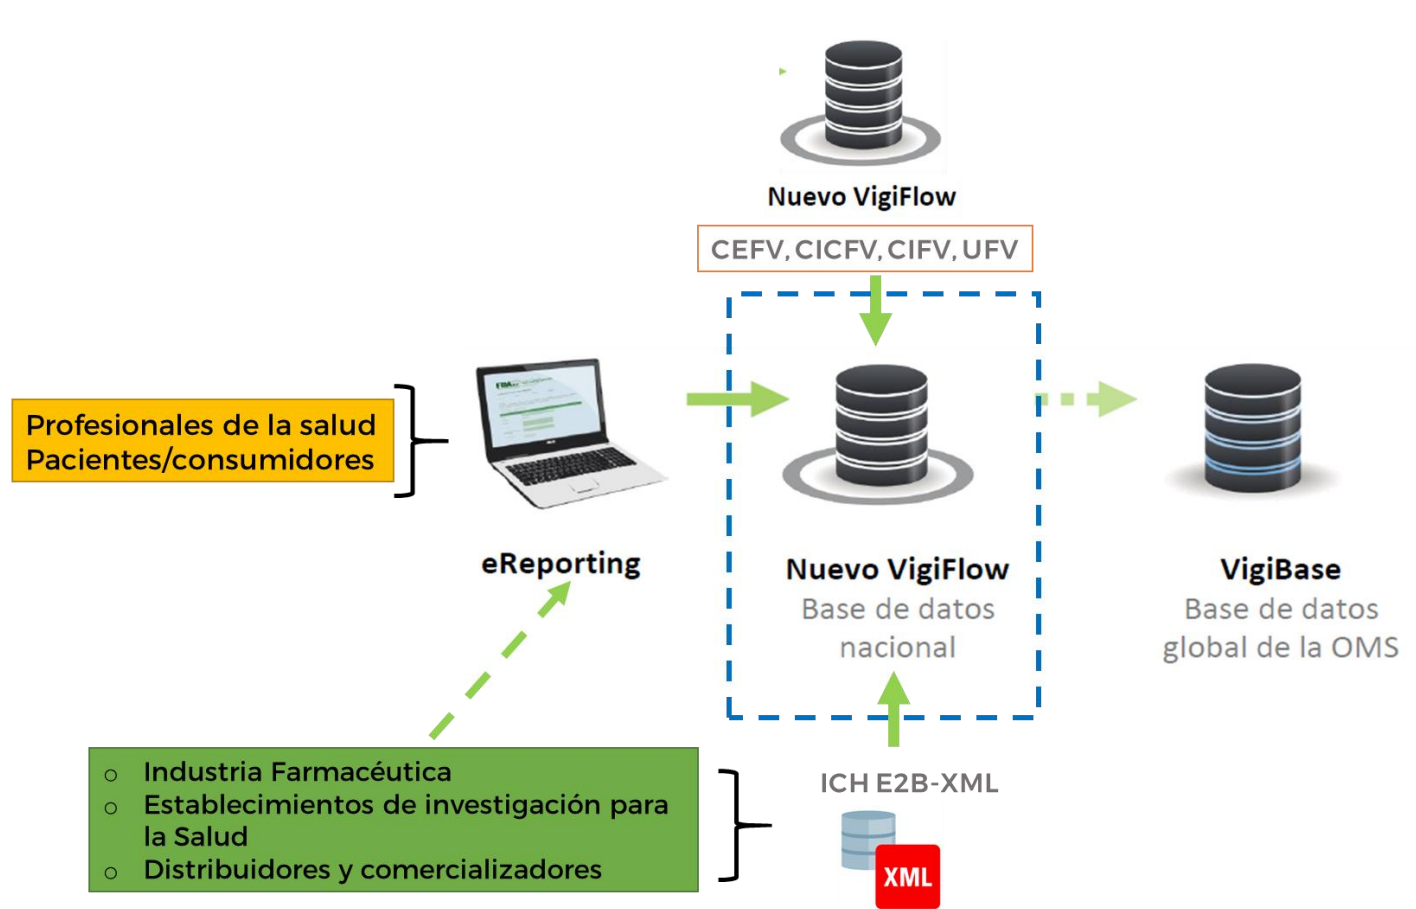 Nuevo VigiFlow
CEFV, CICFV, CIFV, UFV
Profesionales de la salud
Pacientes/consumidores
eReporting
Nuevo VigiFlow
Base de datos
nacional
VigiBase
Base de datos
global de la OMS
o Industria Farmacéutica
o Establecimientos de investigación para
la Salud
o Distribuidores y comercializadores
ICH E2B-XML
XML